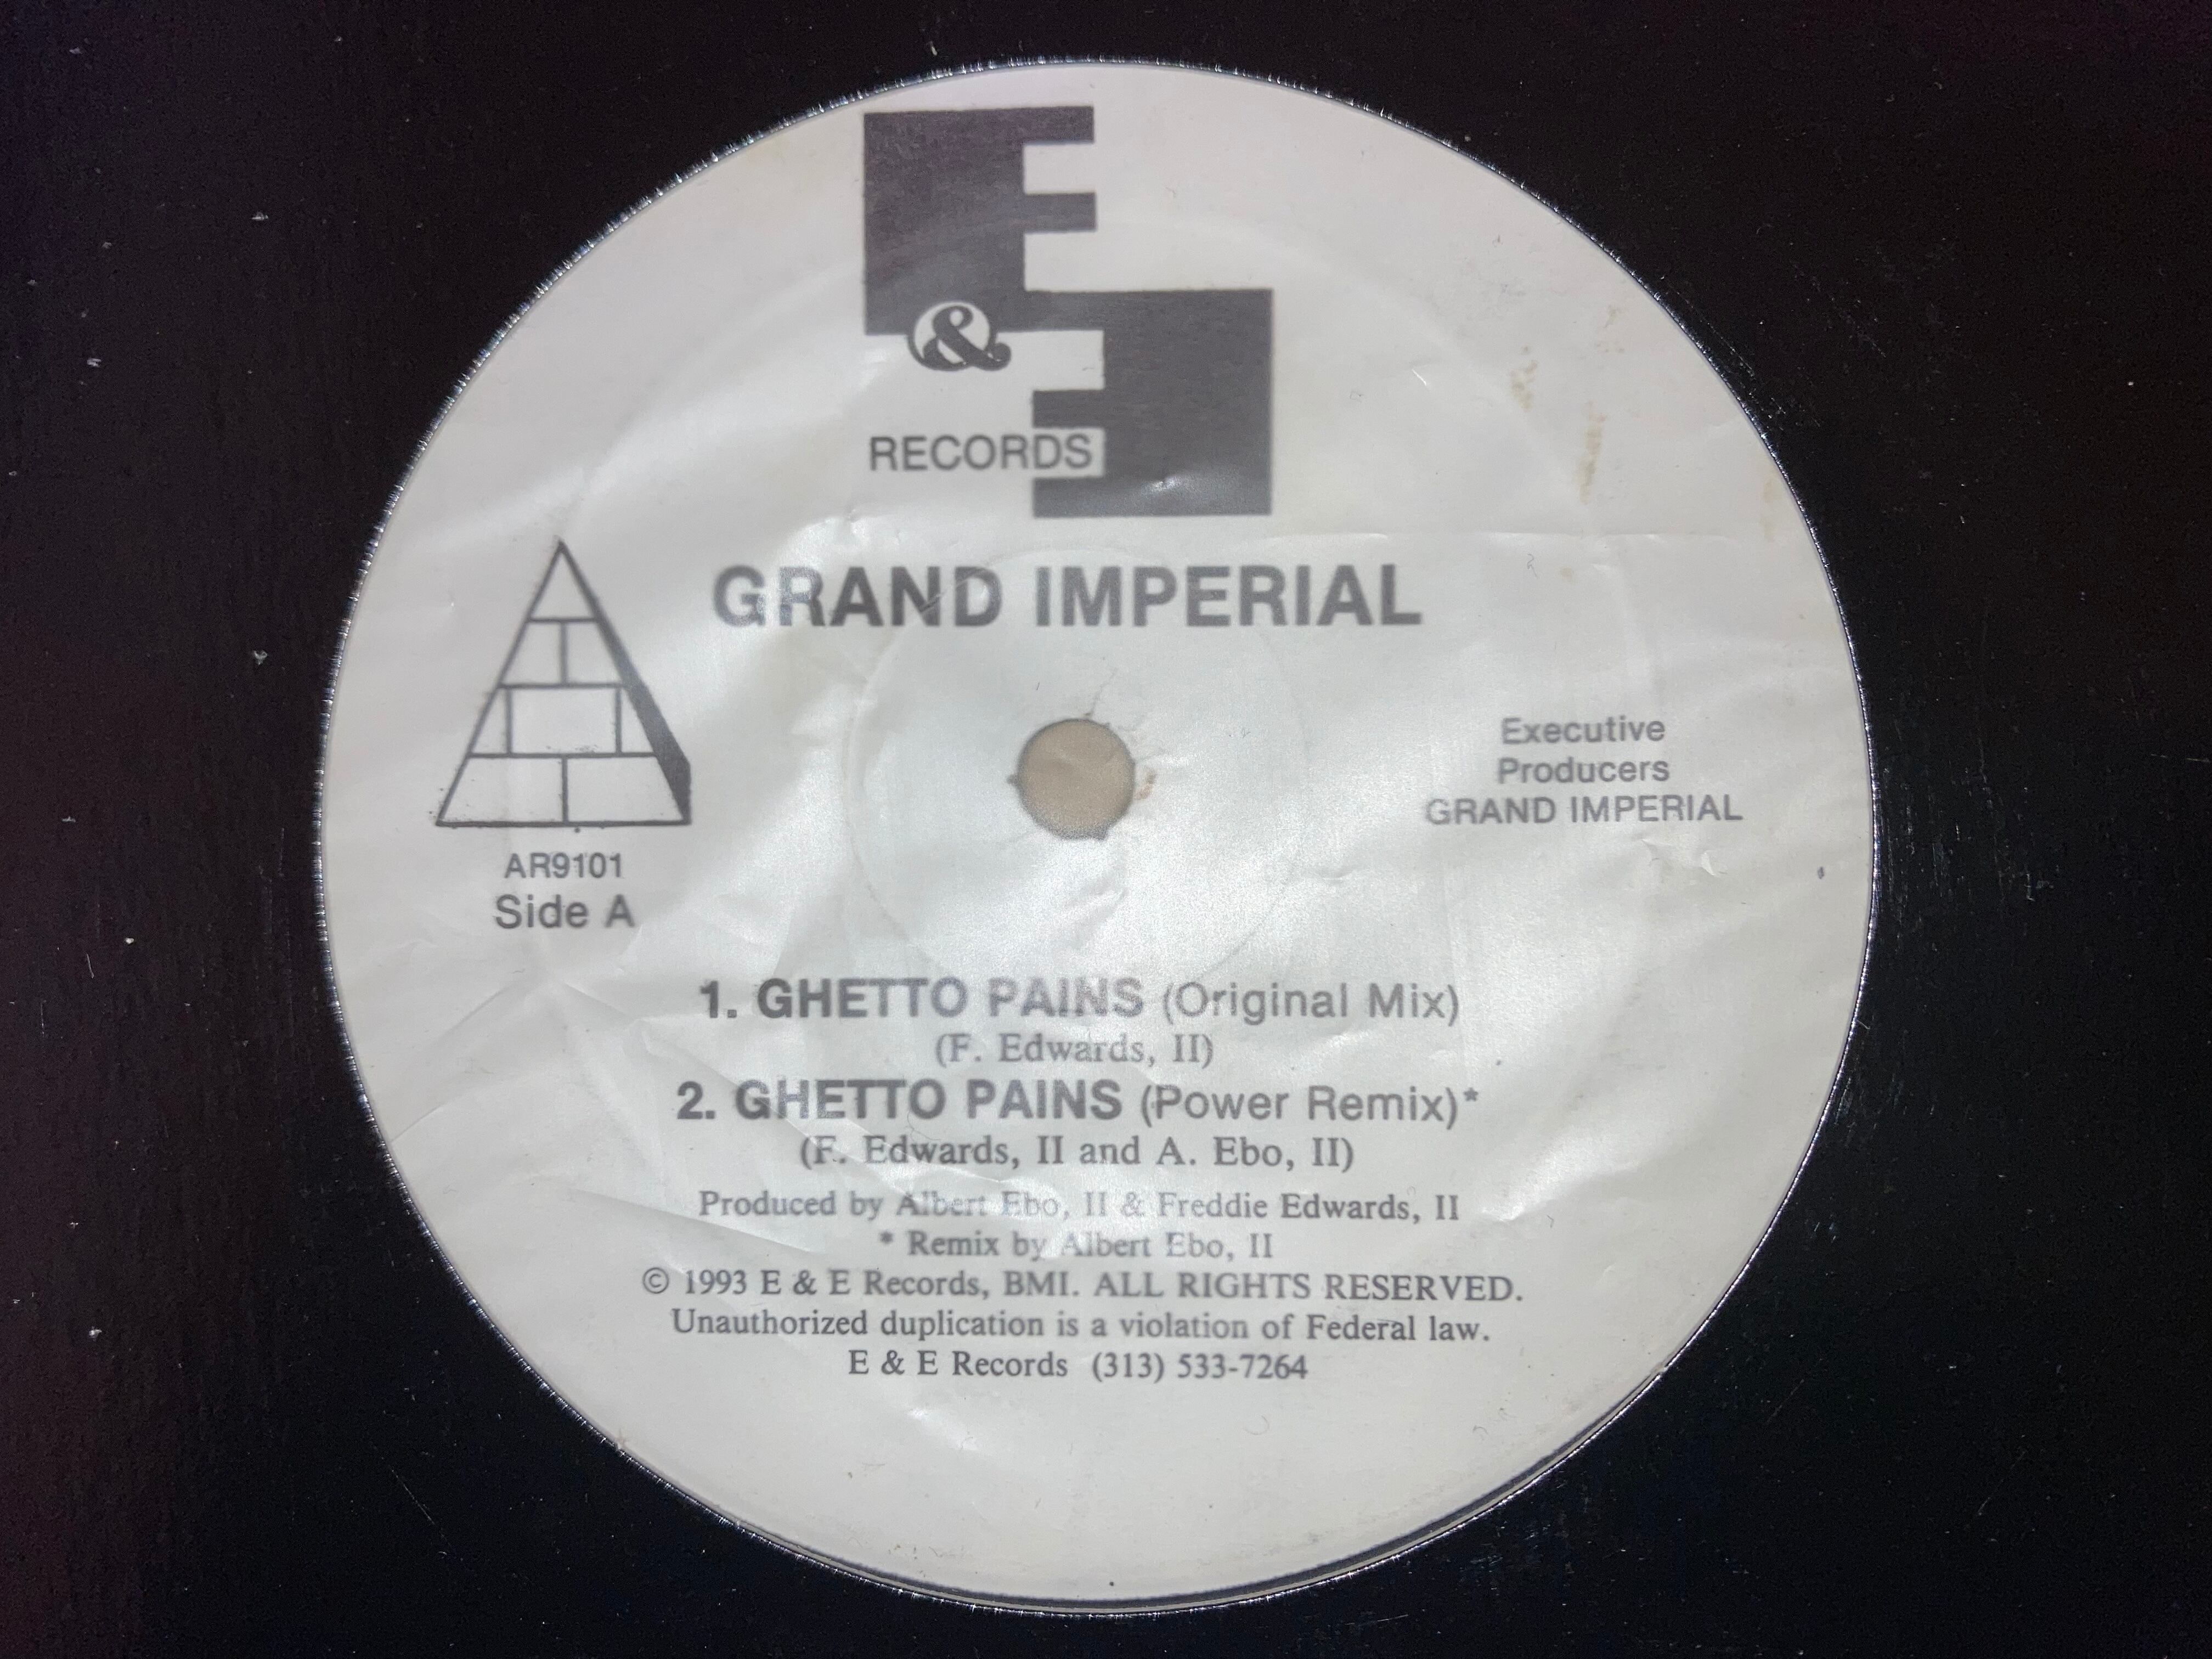 E
&
E
RECORDS
GRAND IMPERIAL
Executive
Producers
GRAND IMPERIAL
AR9101
Side A
1. GHETTO PAINS (Original Mix)
(F. Edwards, II)
2. GHETTO PAINS (Power Remix)*
(F. Edwards, II and A. Ebo, II)
Produced by Albert Ebo, II & Freddie Edwards, II
* Remix by Albert Ebo, II
© 1993 E & E Records, BMI. ALL RIGHTS RESERVED.
Unauthorized duplication is a violation of Federal law.
E & E Records (313) 533-7264